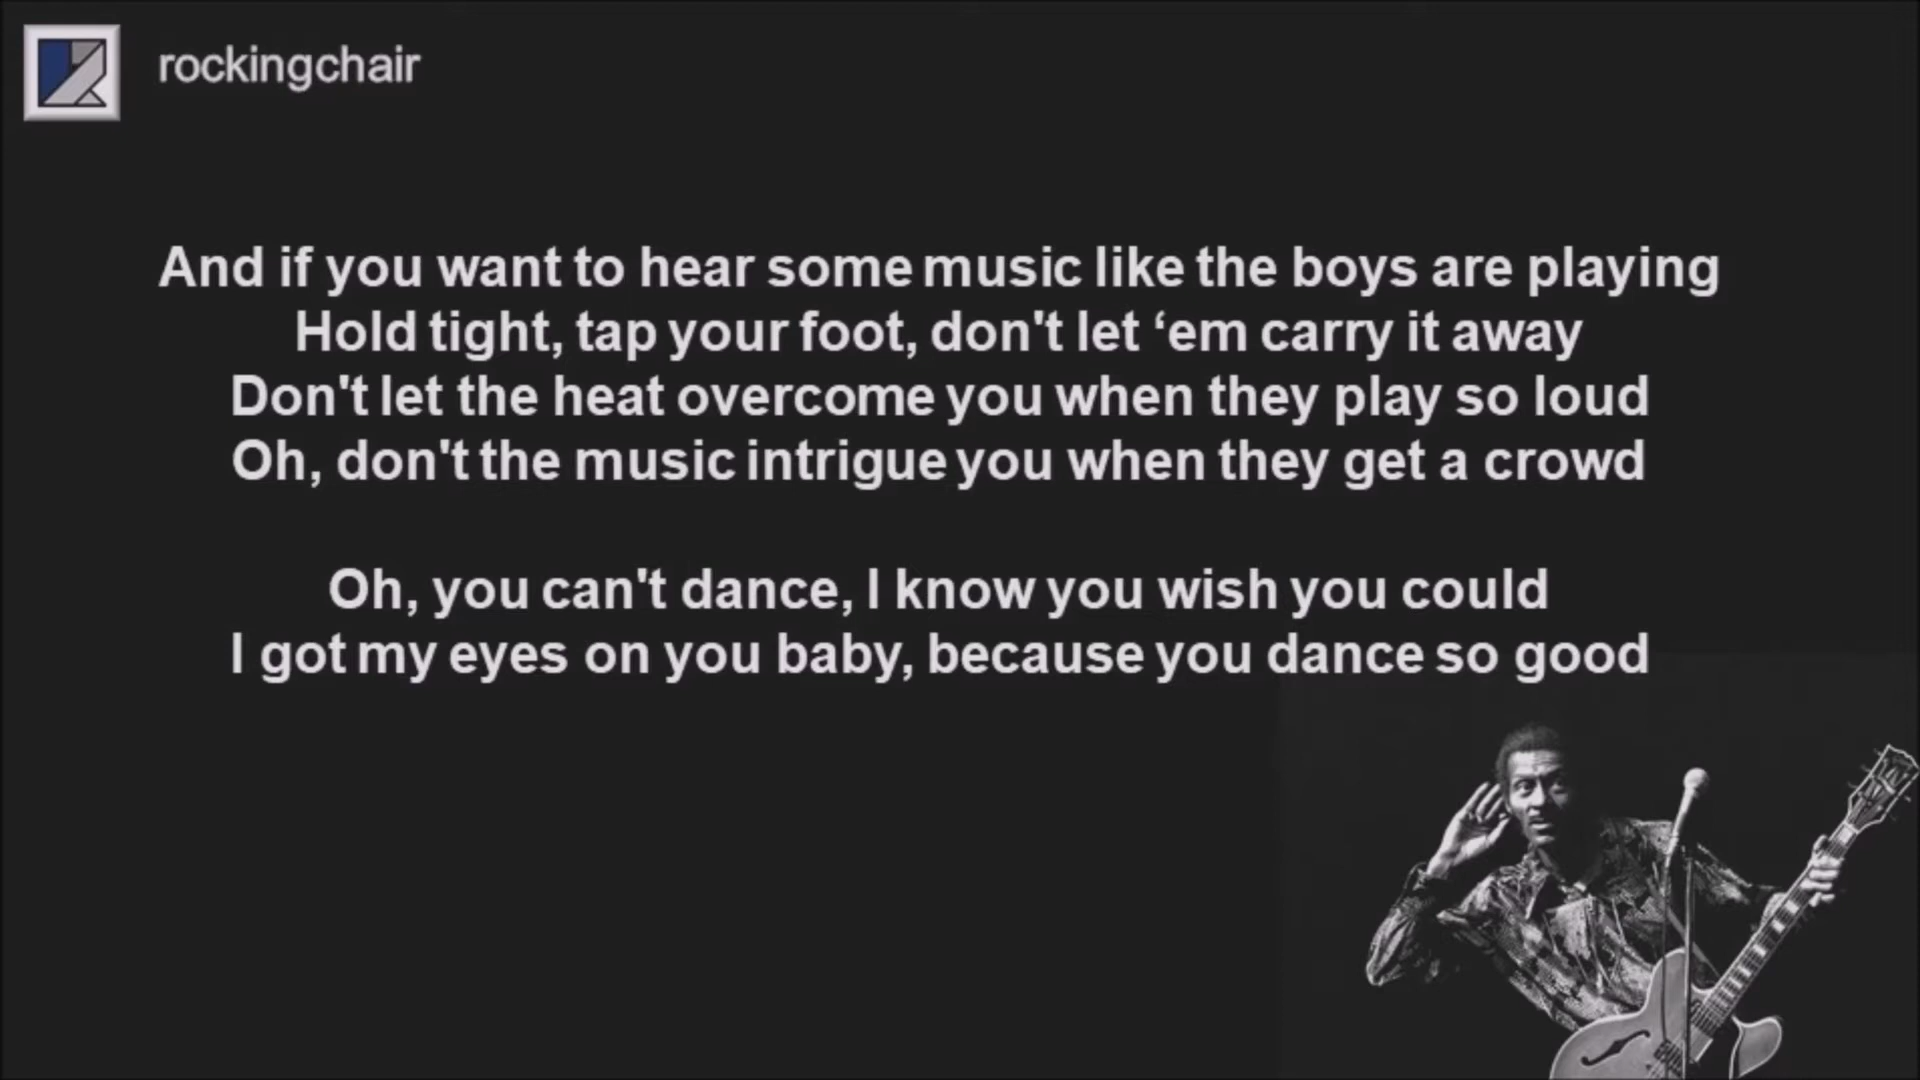 rockingchair
And if you want to hear some music like the boys are playing
Hold tight, tap your foot, don't let ‘em carry it away
Don't let the heat overcome you when they play so loud
Oh, don't the music intrigue you when they get a crowd
Oh, you can't dance, I know you wish you could
I got my eyes on you baby, because you dance so good